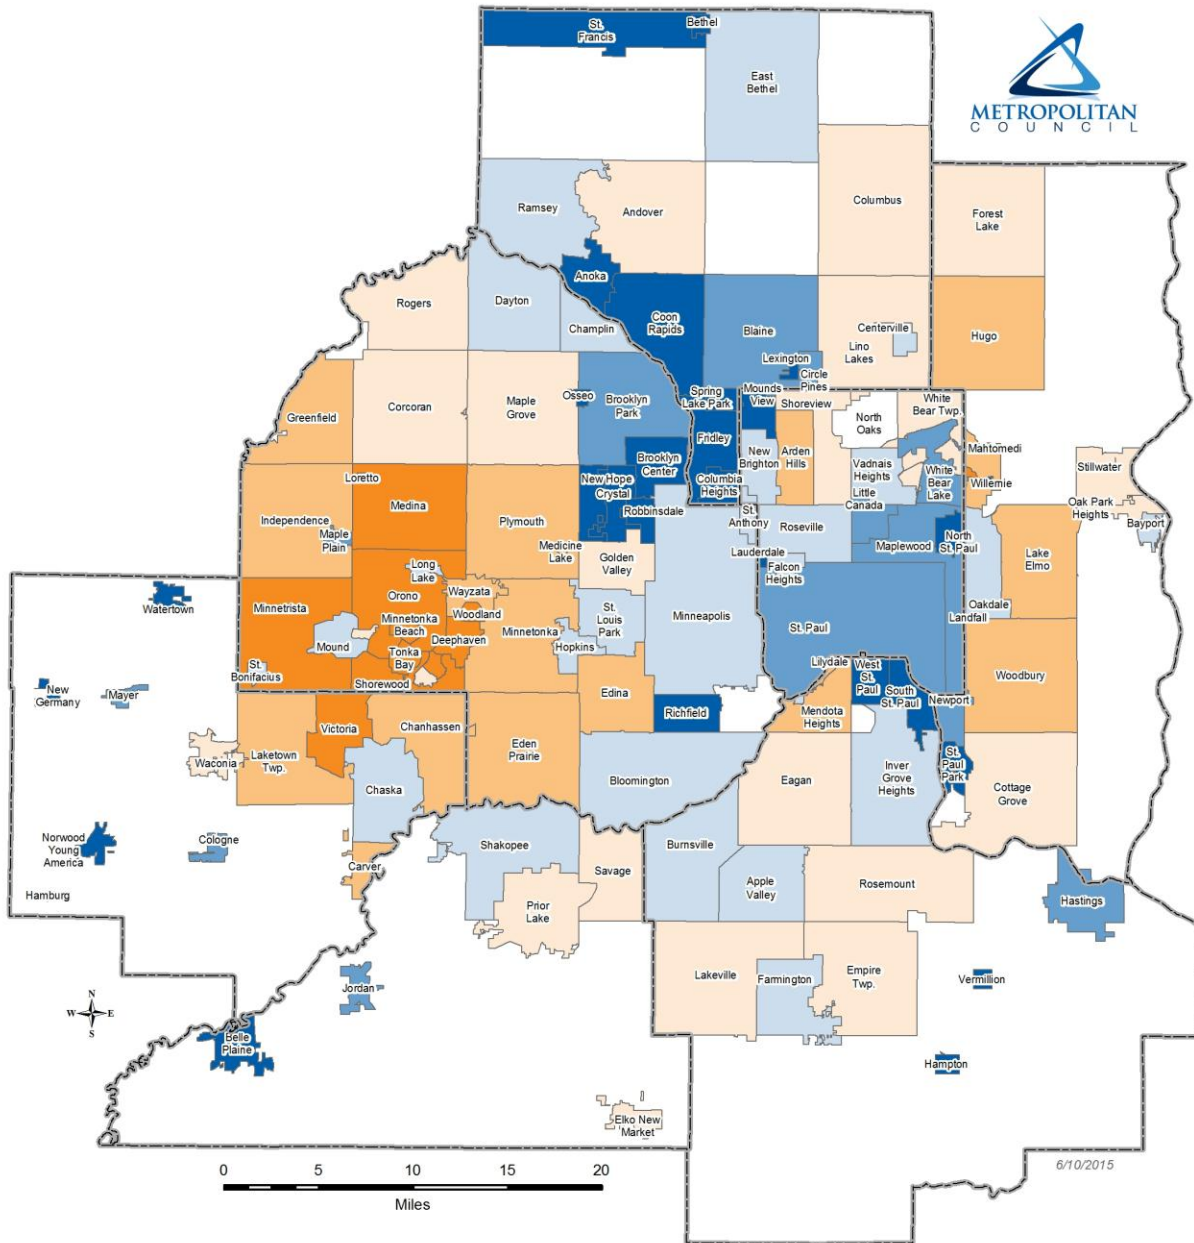 St.
Francis
Bethel
East
Bethel
METROPOLITAN
COUNCIL
Ramsey
Andover
Columbus
Forest
Lake
Anoka
Rogers
Dayton
Champlin
Coon
Rapids
Blaine
Lexington
Centerville
Lino
Lakes
Circle
Pines
Hugo
Greenfield
Corcoran
Maple
Grove
Osseo
Brooklyn
Park
Spring
Lake Park
Mounds
View
Shoreview
North
Oaks
White
Bear Twp.
Fridley
Brooklyn
Center
New
Brighton
Arden
Hills
Vadnais
Heights
White
Bear
Lake
Mahtomedi
Willernie
Stillwater
Loretto
Medina
New Hope
Crystal
Columbia
Heights
Little
Canada
Oak Park
Heights
Bayport
Independence
Maple
Plain
Plymouth
Medicine
Lake
Robbinsdale
St.
Anthony
Roseville
Lauderdale
Falcon
Heights
Maplewood
North
St. Paul
Golden
Valley
Lake
Elmo
Long
Lake
Orono
Wayzata
Woodland
Watertown
Minnetrista
Minnetonka
Beach
Deephaven
Minnetonka
St.
Louis
Park
Minneapolis
Oakdale
Landfall
St. Paul
Mound
Tonka
Bay
Hopkins
St.
Bonifacius
Shorewood
Lilydale
West
St. Paul
South
St. Paul
Woodbury
New
Germany
Mayer
Edina
Richfield
Mendota
Heights
Newport
Victoria
Chanhassen
Laketown
Twp.
Waconia
Eden
Prairie
Bloomington
Eagan
Inver
Grove
Heights
St.
Paul
Park
Cottage
Grove
Chaska
Norwood
Young
America
Cologne
Carver
Hamburg
Shakopee
Savage
Burnsville
Apple
Valley
Rosemount
Prior
Lake
Hastings
Jordan
Lakeville
Farmington
Empire
Twp.
Vermillion
Belle
Plaine
Hampton
Elko New
Market
N
W E
S
0 5 10 15 20
Miles
6/10/2015